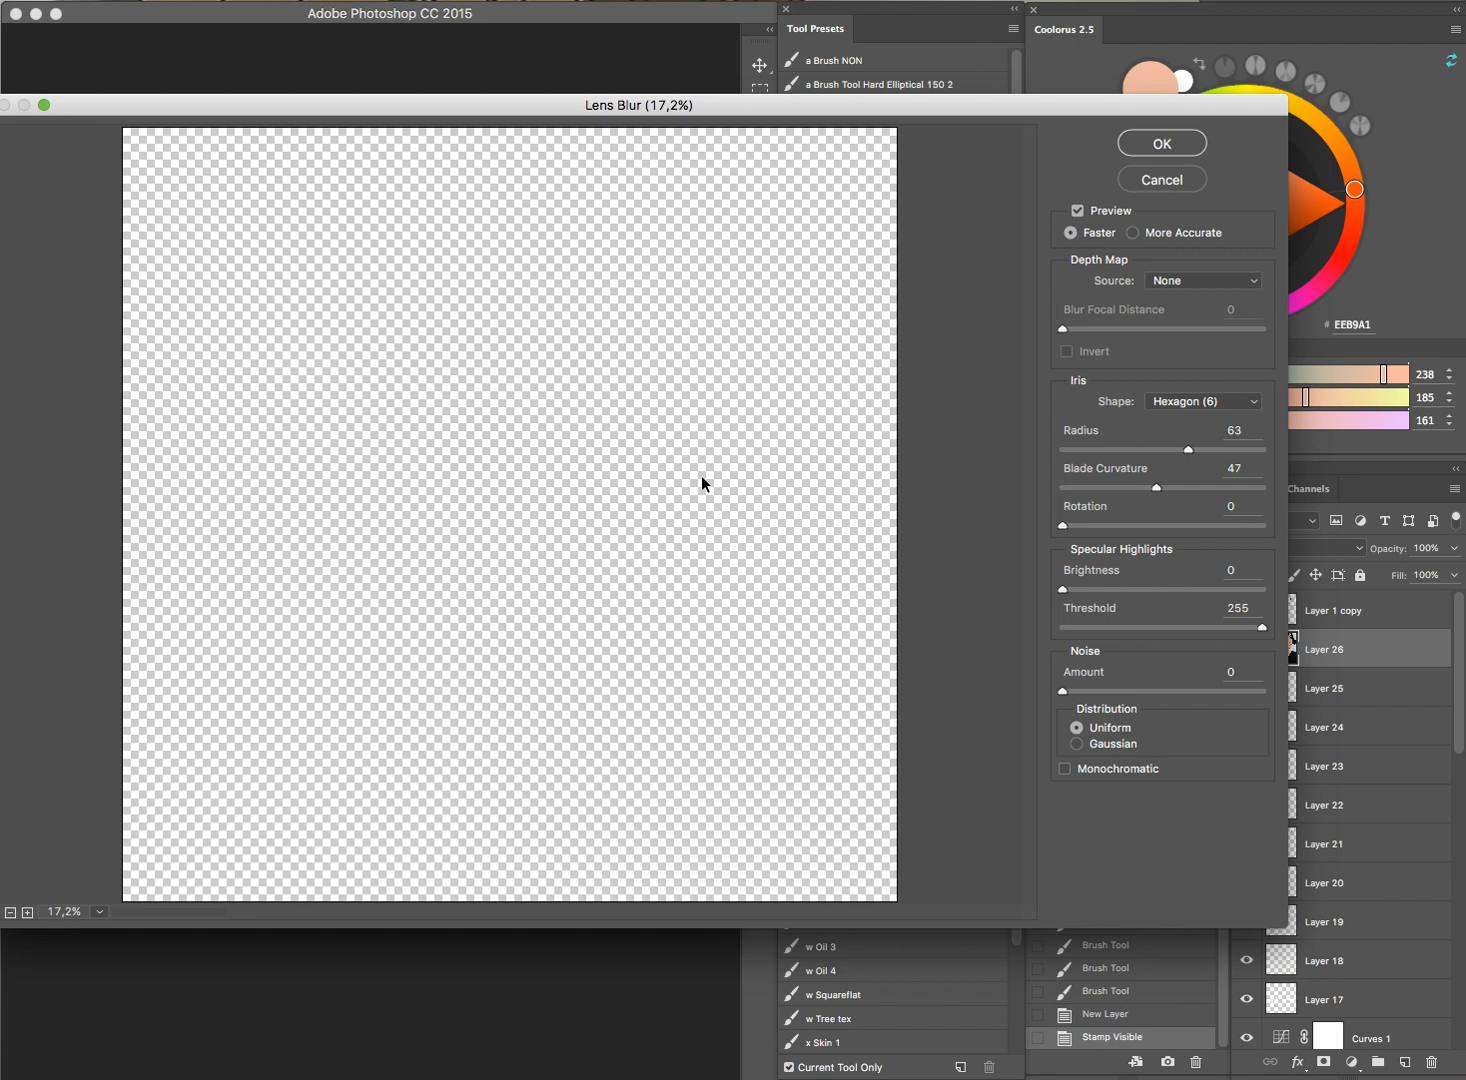 Adobe Photoshop CC 2015
Tool Presets
Coolorus 2.5
a Brush NON
a Brush Tool Hard Elliptical 150 2
Lens Blur (17,2%)
OK
Cancel
Preview
Faster
More Accurate
Depth Map
Source:
None
Blur Focal Distance
0
Invert
# EEB9A1
Iris
Shape:
Hexagon (6)
Radius
63
Blade Curvature
47
Rotation
0
238
185
161
Channels
Opacity: 100%
Fill: 100%
Specular Highlights
Brightness
0
Threshold
255
Noise
Amount
0
Distribution
Uniform
Gaussian
Monochromatic
Layer 1 copy
Layer 26
Layer 25
Layer 24
Layer 23
Layer 22
Layer 21
Layer 20
Layer 19
Layer 18
Layer 17
Curves 1
17,2%
w Oil 3
w Oil 4
w Squareflat
w Tree tex
x Skin 1
Current Tool Only
Brush Tool
Brush Tool
Brush Tool
New Layer
Stamp Visible
fx